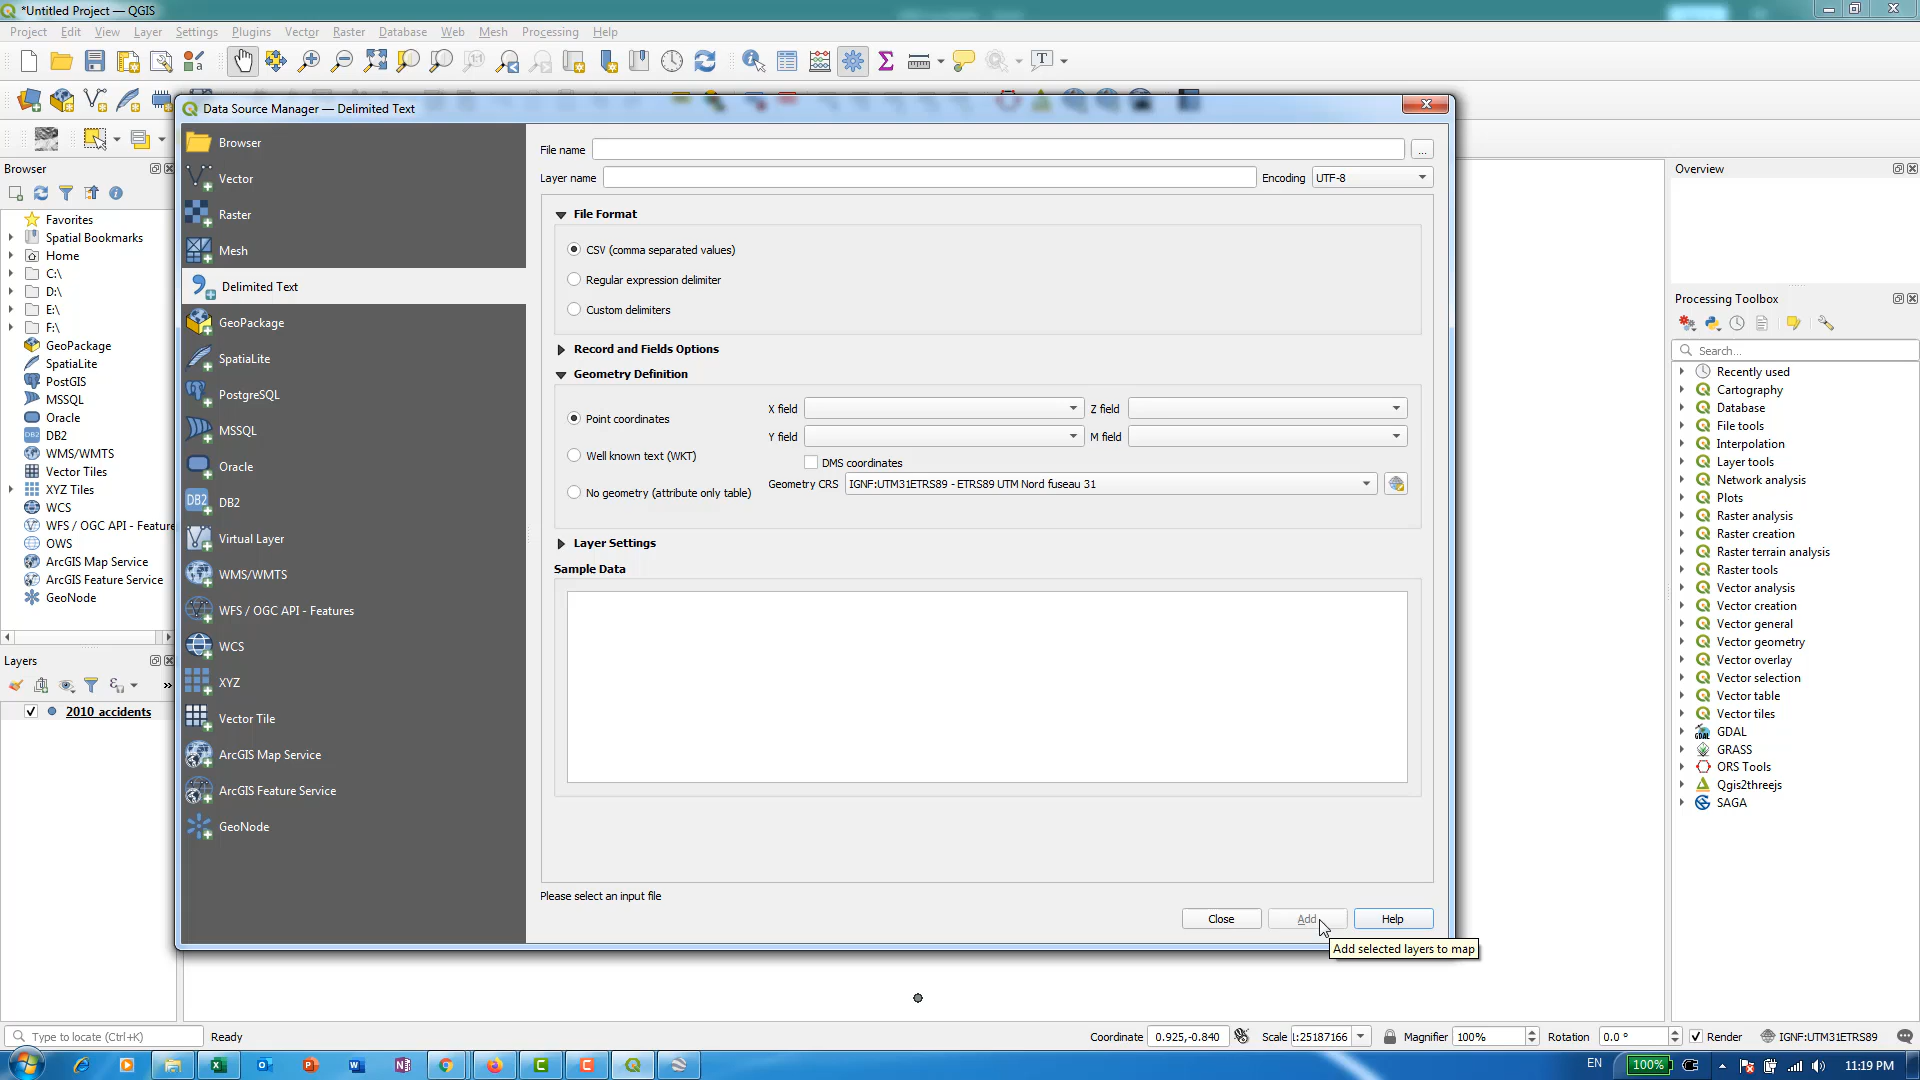 *Untitled Project — QGIS
Project Edit View Layer Settings Plugins Vector Raster Database Web Mesh Processing Help
Data Source Manager — Delimited Text
Browser
Vector
Raster
Mesh
Delimited Text
GeoPackage
SpatiaLite
PostgreSQL
MSSQL
Oracle
DB2
DB2
Virtual Layer
WMS/WMTS
WFS / OGC API - Features
WCS
XYZ
Vector Tile
ArcGIS Map Service
ArcGIS Feature Service
GeoNode
File name
...
Layer name
Encoding UTF-8
File Format
CSV (comma separated values)
Regular expression delimiter
Custom delimiters
Record and Fields Options
Geometry Definition
Point coordinates
Well known text (WKT)
No geometry (attribute only table)
X field
Z field
Y field
M field
DMS coordinates
Geometry CRS IGNF:UTM31ETRS89 - ETRS89 UTM Nord fuseau 31
Layer Settings
Sample Data
Please select an input file
Close
Add
Help
Add selected layers to map
Browser
Favorites
Spatial Bookmarks
Home
C:\
D:\
E:\
F:\
GeoPackage
SpatiaLite
PostGIS
MSSQL
Oracle
DB2 DB2
WMS/WMTS
Vector Tiles
XYZ Tiles
WCS
WFS / OGC API - Feature
OWS
ArcGIS Map Service
ArcGIS Feature Service
GeoNode
Layers
»
2010 accidents
Overview
Processing Toolbox
Search...
Recently used
Cartography
Database
File tools
Interpolation
Layer tools
Network analysis
Plots
Raster analysis
Raster creation
Raster terrain analysis
Raster tools
Vector analysis
Vector creation
Vector general
Vector geometry
Vector overlay
Vector selection
Vector table
Vector tiles
GDAL
GRASS
ORS Tools
Qgis2threejs
SAGA
Type to locate (Ctrl+K)
Ready
Coordinate 0.925,-0.840
Scale 1:25187166
Magnifier 100%
Rotation 0.0 °
Render
IGNF:UTM31ETRS89
EN
100%
11:19 PM